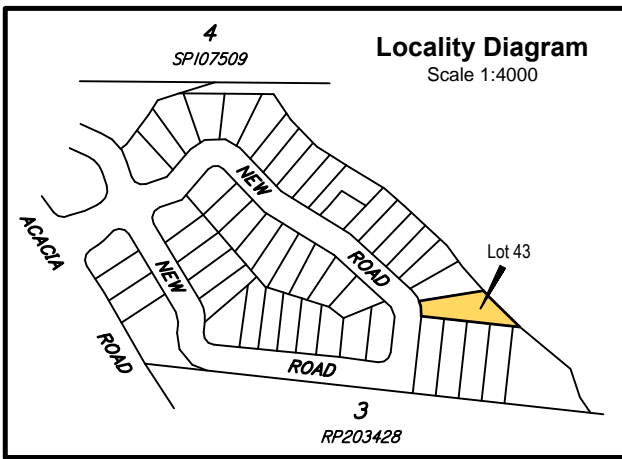 4
SP107509
Locality Diagram
Scale 1:4000
NEW
ROAD
ACACIA
ROAD
NEW
ROAD
Lot 43
3
RP203428